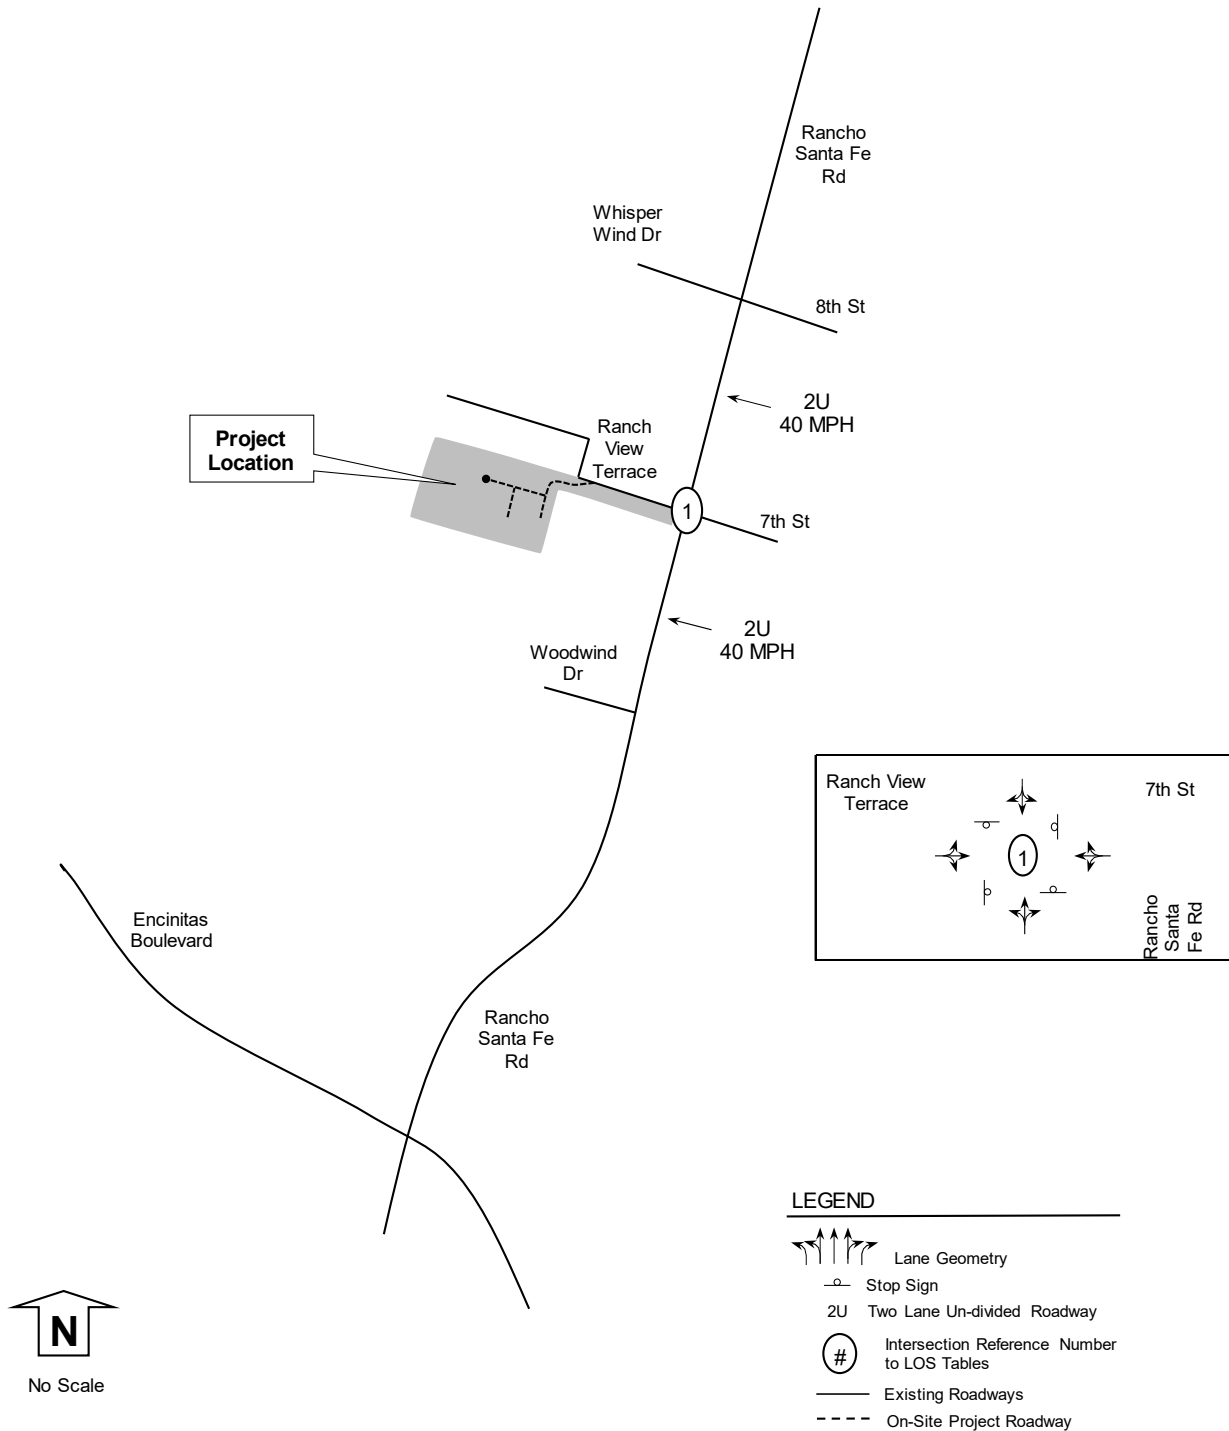 Rancho
Santa Fe
Rd
Whisper
Wind Dr
8th St
2U
40 MPH
Ranch
View
Terrace
Project
Location
1
7th St
2U
40 MPH
Woodwind
Dr
Ranch View
Terrace
7th St
1
Rancho
Santa
Fe Rd
Encinitas
Boulevard
Rancho
Santa Fe
Rd
LEGEND
Lane Geometry
Stop Sign
2U Two Lane Un-divided Roadway
# Intersection Reference Number
to LOS Tables
Existing Roadways
On-Site Project Roadway
N
No Scale